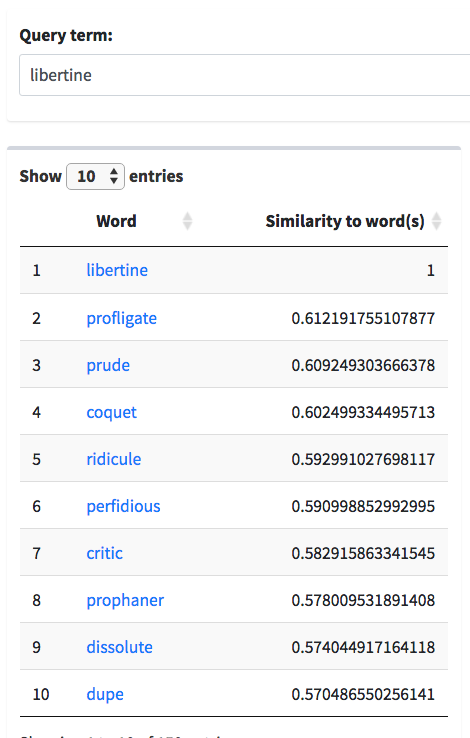 Query term:
libertine
Show 10 entries
Word Similarity to word(s)
1 libertine 1
2 profligate 0.612191755107877
3 prude 0.609249303666378
4 coquet 0.602499334495713
5 ridicule 0.592991027698117
6 perfidious 0.590998852992995
7 critic 0.582915863341545
8 prophaner 0.578009531891408
9 dissolute 0.574044917164118
10 dupe 0.570486550256141